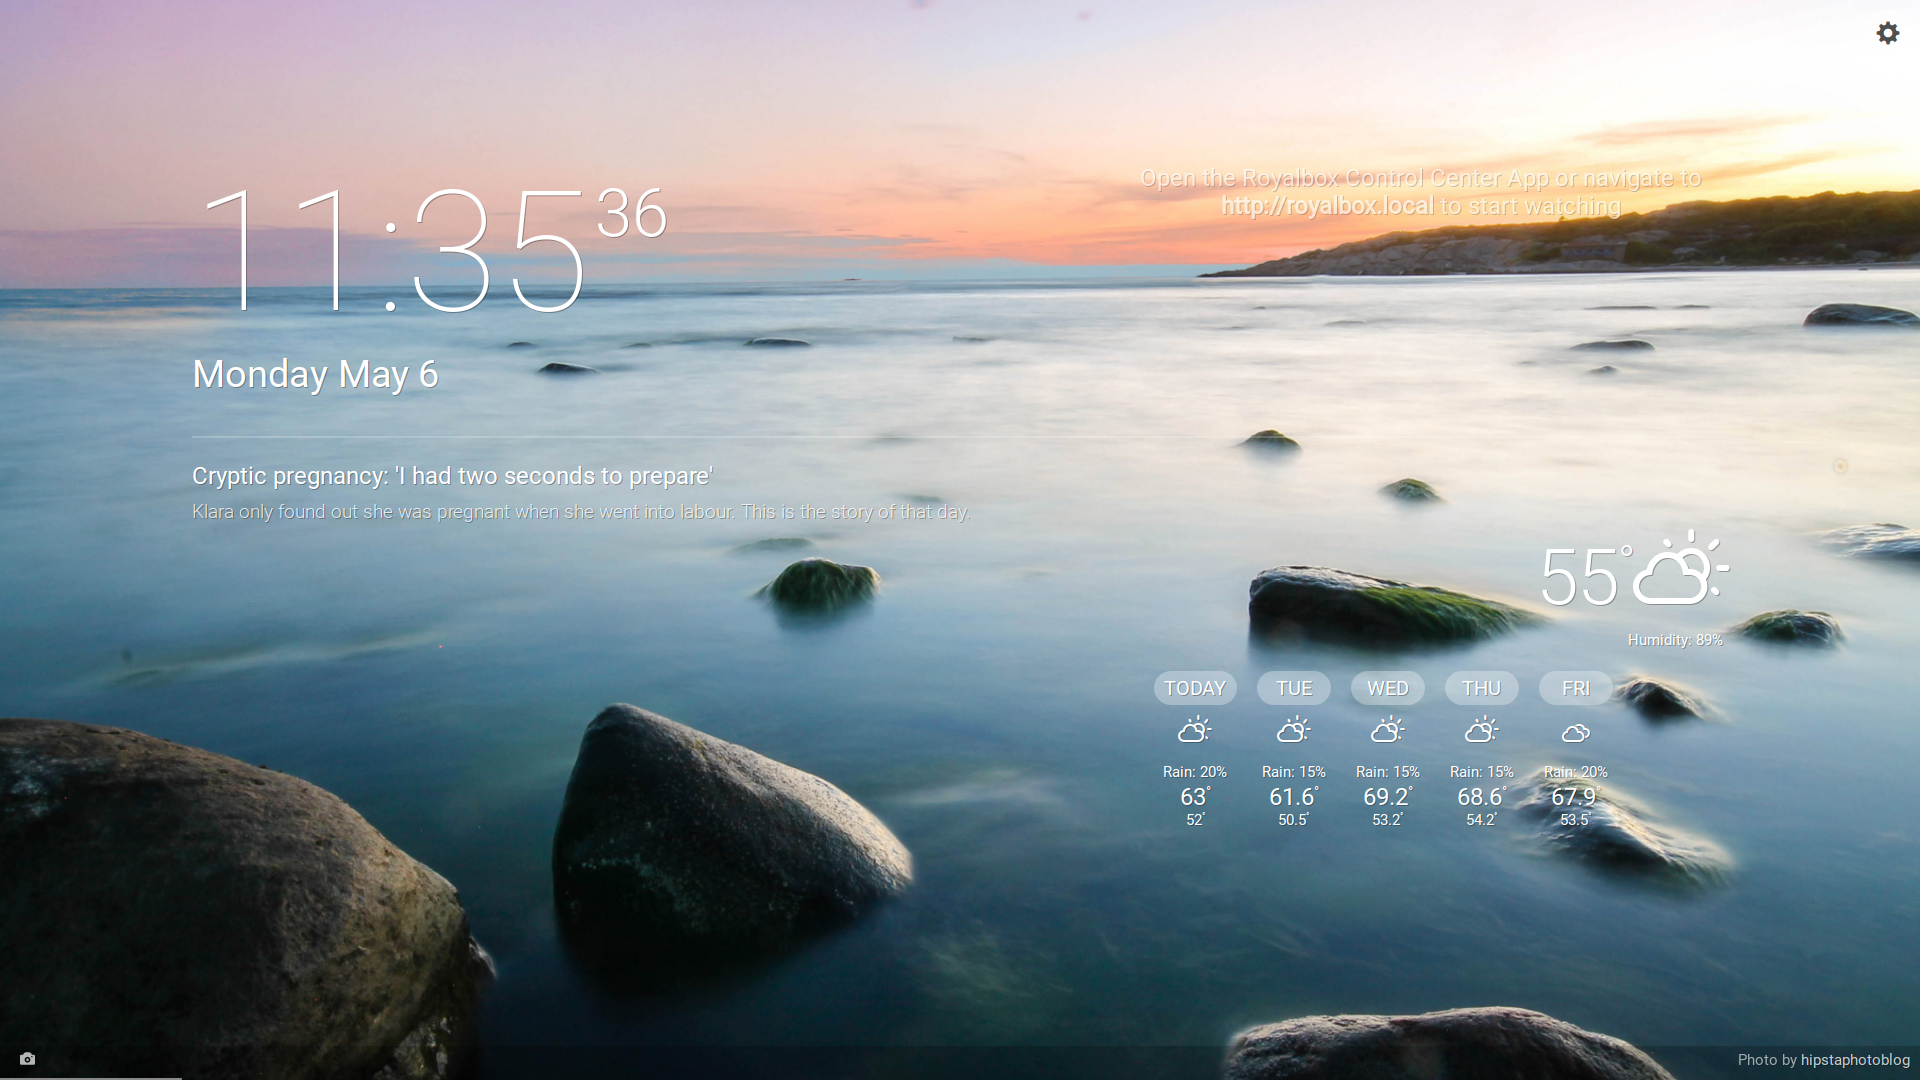 11:35 36
Monday May 6
Open the Royalbox Control Center App or navigate to
http://royalbox.local to start watching
Cryptic pregnancy: 'I had two seconds to prepare'
Klara only found out she was pregnant when she went into labour. This is the story of that day.
55°
Humidity: 89%
TODAY TUE WED THU FRI
Rain: 20% Rain: 15% Rain: 15% Rain: 15% Rain: 20%
63° 61.6° 69.2° 68.6° 67.9°
52° 50.5° 53.2° 54.2° 53.5°
Photo by hipstaphotoblog